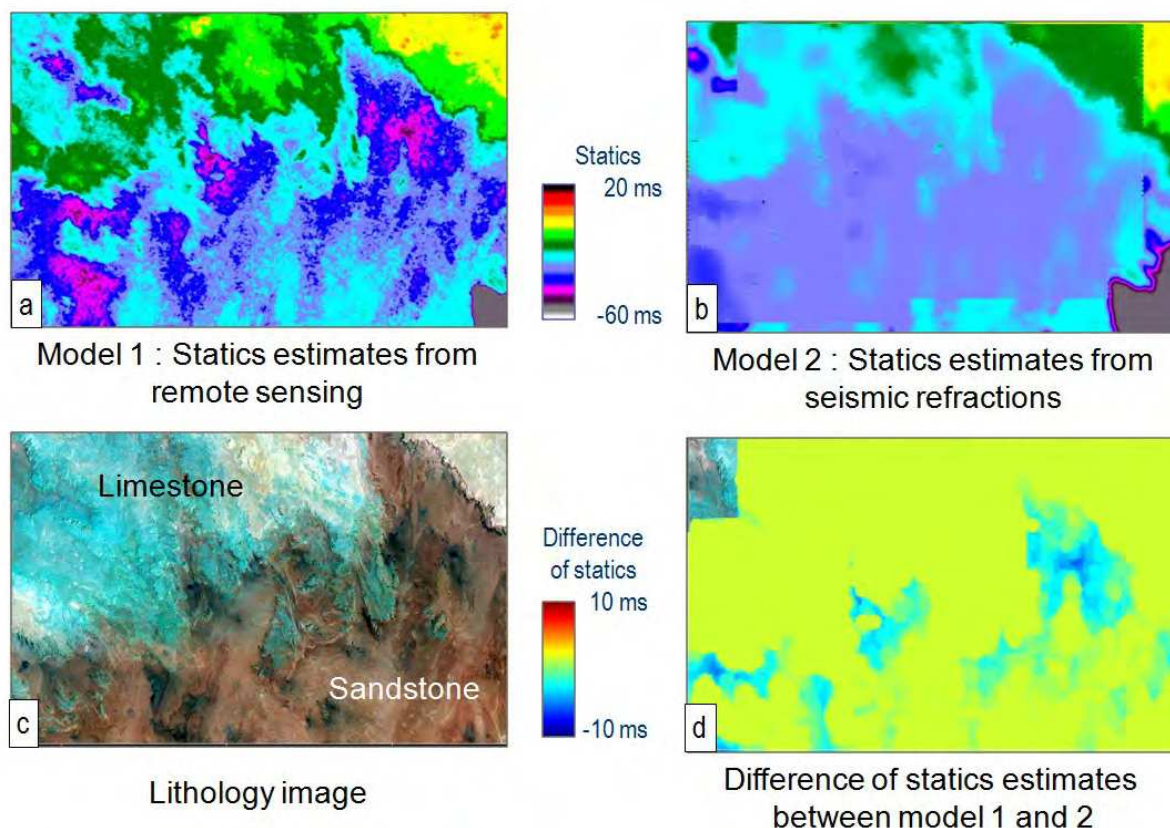 a
Model 1 : Statics estimates from
remote sensing
Statics
20 ms
-60 ms
b
Model 2 : Statics estimates from
seismic refractions
Limestone
Sandstone
c
Lithology image
Difference
of statics
10 ms
-10 ms
d
Difference of statics estimates
between model 1 and 2